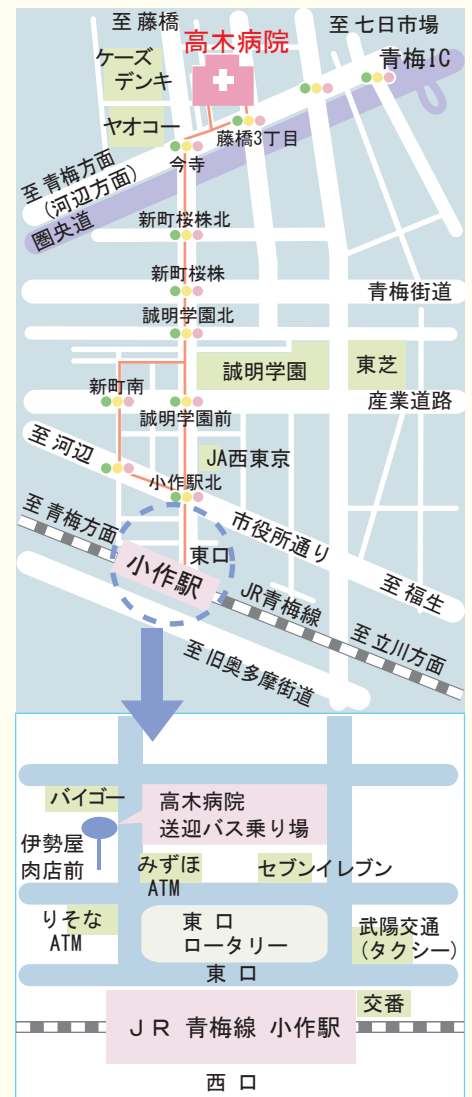 至 藤橋
至 七日市場
高木病院
青梅IC
ケーズ
デンキ
ヤオコー
藤橋3丁目
今寺
至 青梅方面
(河辺方面)
圏央道
新町桜株北
新町桜株
青梅街道
誠明学園北
誠明学園
東芝
新町南
誠明学園前
産業道路
至 河辺
JA西東京
小作駅北
至 青梅方面
市役所通り
東口
小作駅
至 福生
JR青梅線
至 立川方面
至 旧奥多摩街道
バイゴー
高木病院
送迎バス乗り場
伊勢屋
肉店前
みずほ
ATM
セブンイレブン
りそな
ATM
東 口
ロータリー
武陽交通
(タクシー)
東 口
交番
ＪＲ 青梅線 小作駅
西 口